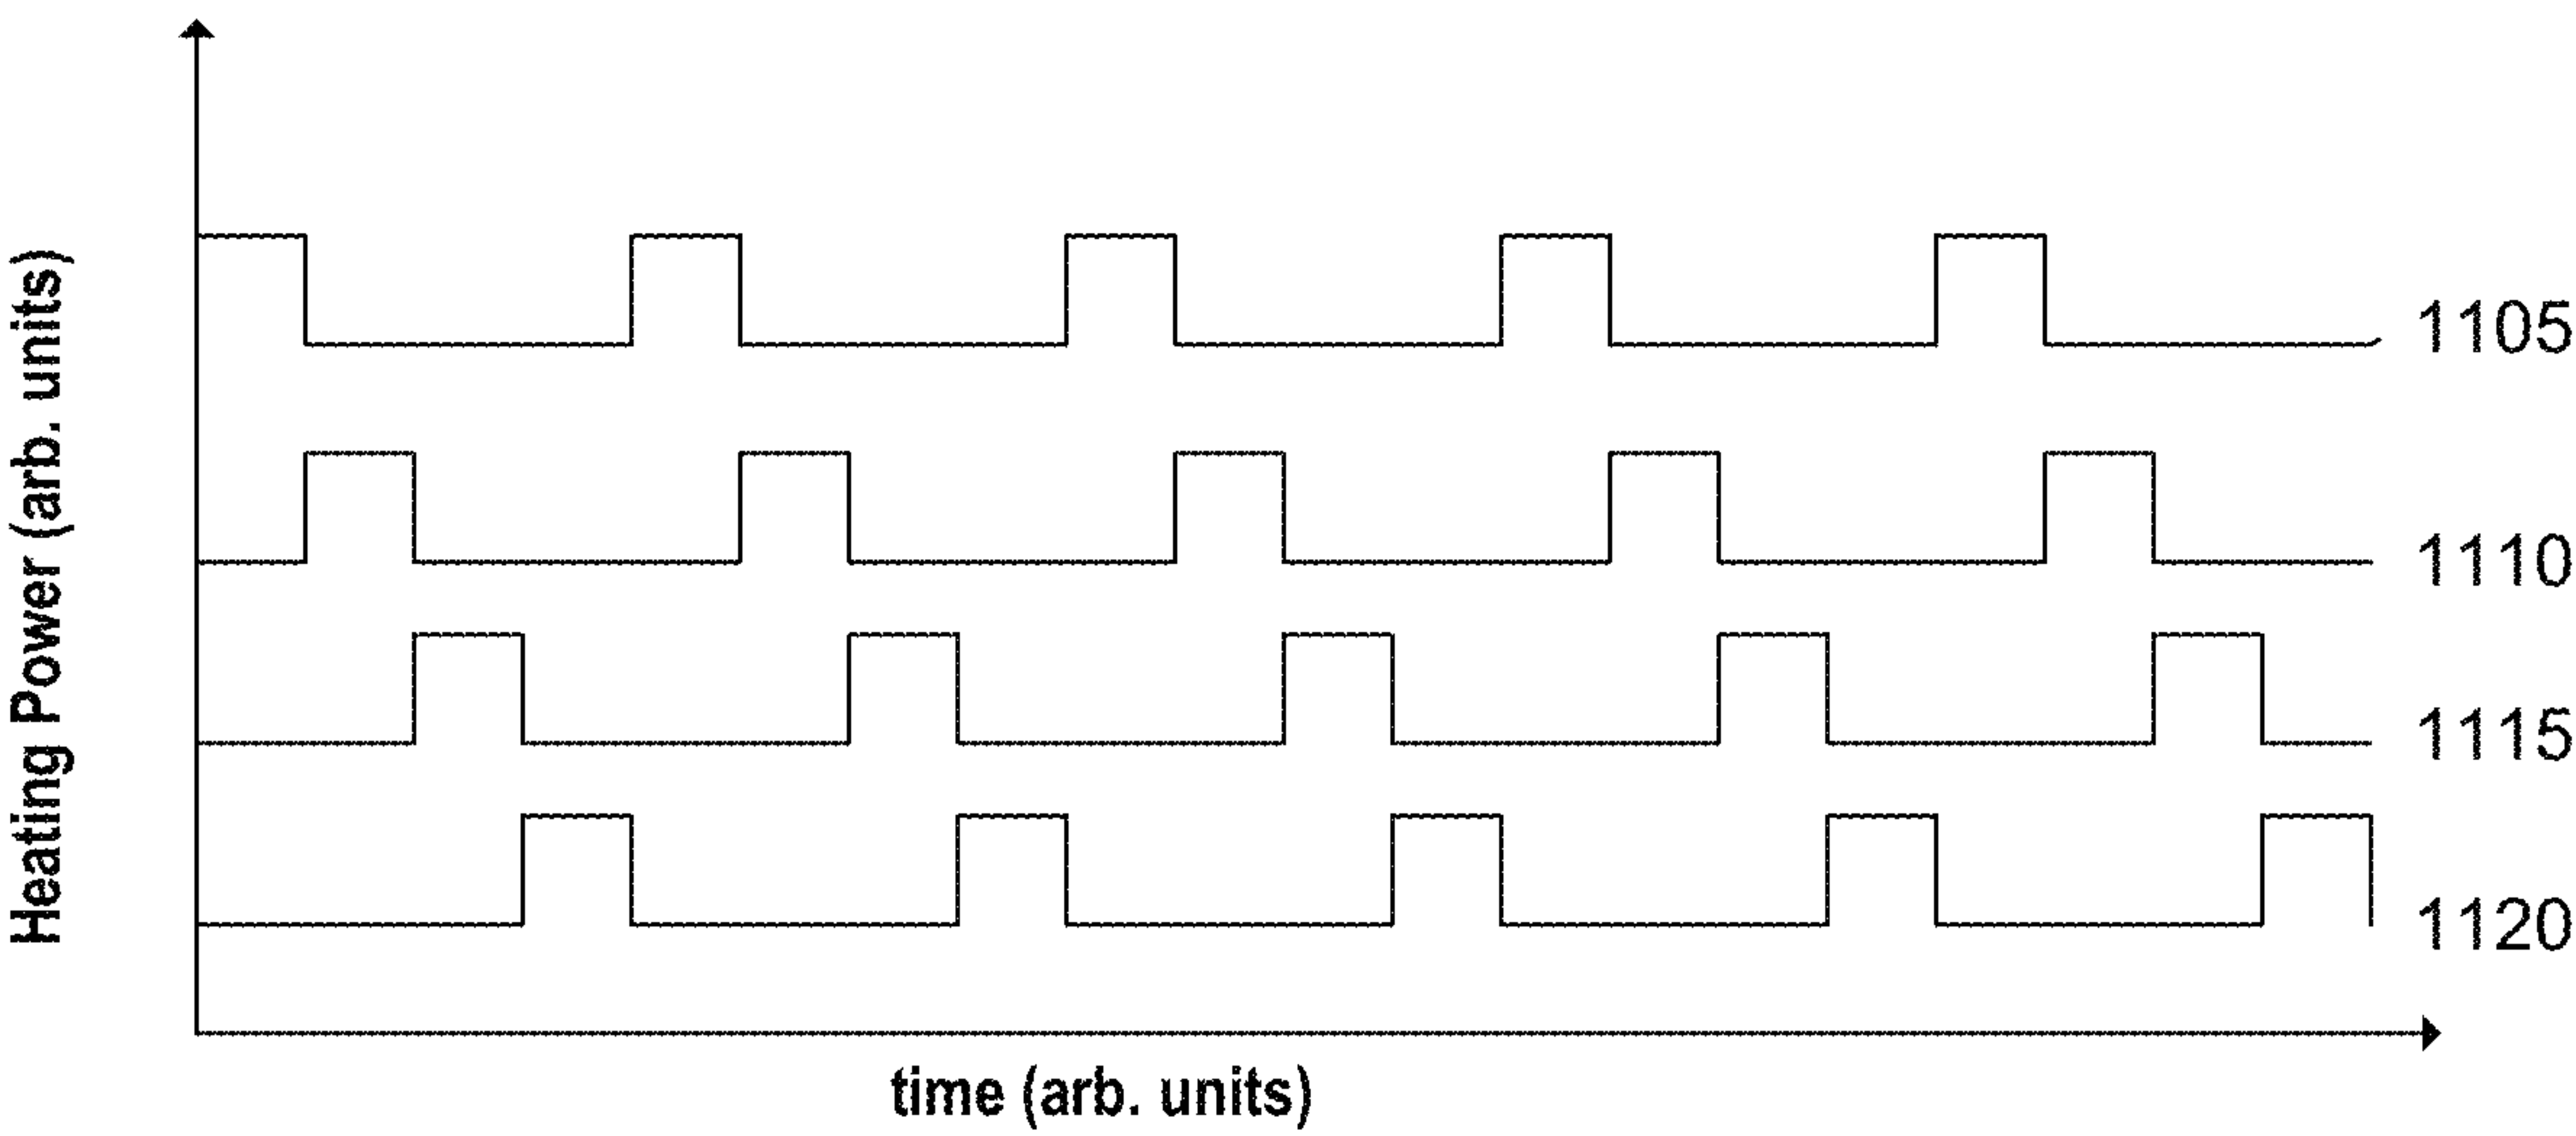 Heating Power (arb. units)
1105
1110
1115
1120
time (arb. units)